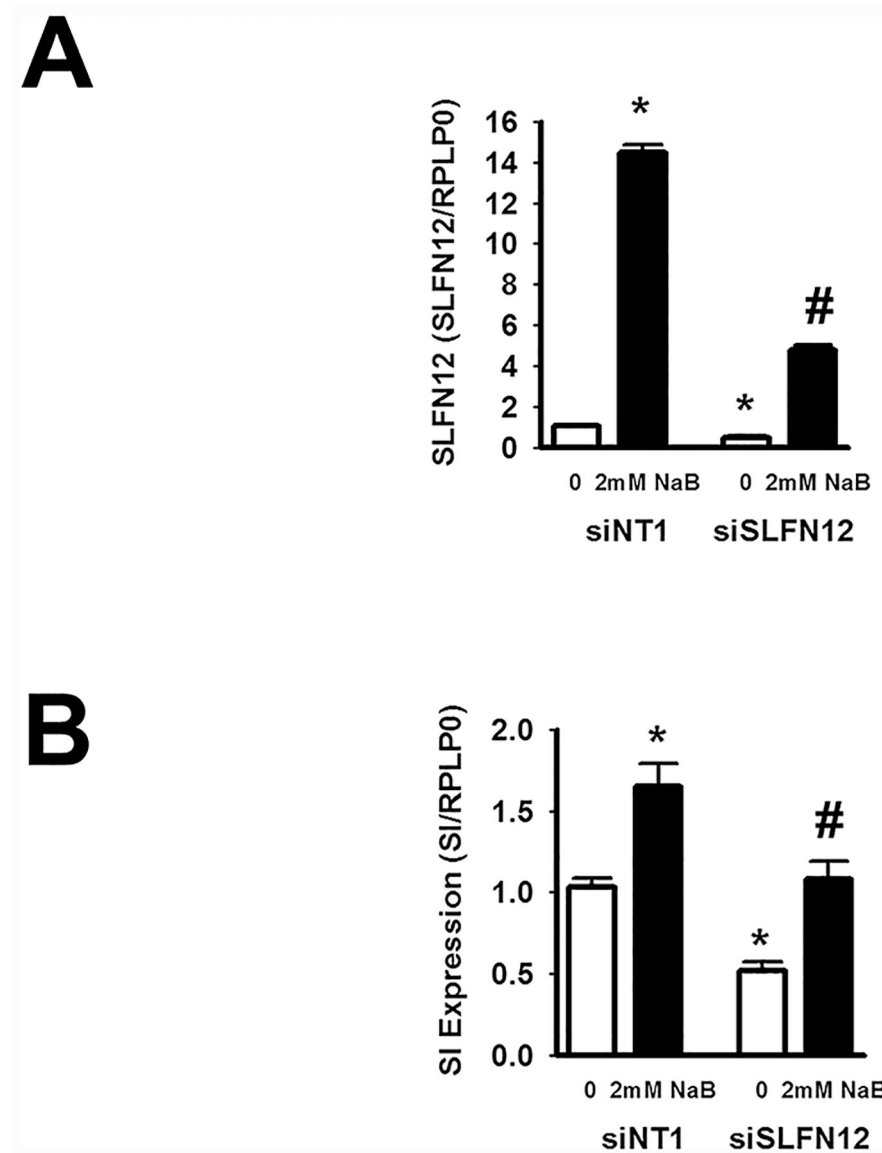 A
SLFN12 (SLFN12/RPLP0)
16
14
12
10
8
6
4
2
0
*
*
#
0 2mM NaB 0 2mM NaB
siNT1 siSLFN12
B
SI Expression (SI/RPLP0)
2.0
1.5
1.0
0.5
0.0
*
*
#
0 2mM NaB 0 2mM NaB
siNT1 siSLFN12